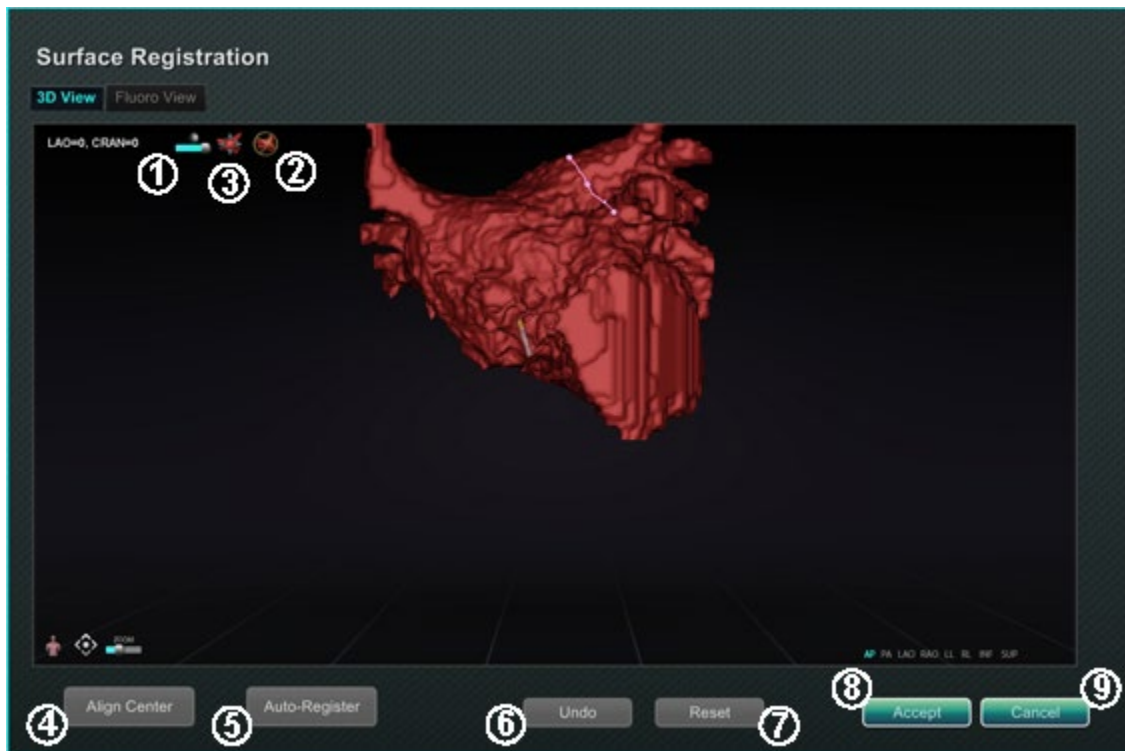 Surface Registration
3D View Fluoro View
LAO=0, CRAN=0
① ③ ②
ZOOM
AP PA LAO RAO LL RL INF SUP
④ Align Center ⑤ Auto-Register ⑥ Undo Reset ⑦ ⑧ Accept Cancel ⑨